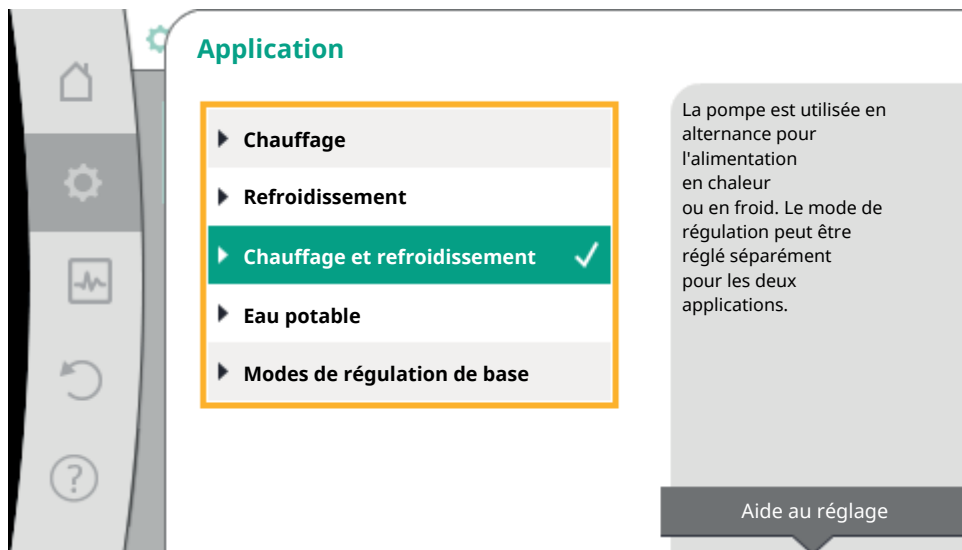 Application
Chauffage
Refroidissement
Chauffage et refroidissement
Eau potable
Modes de régulation de base
La pompe est utilisée en
alternance pour
l'alimentation
en chaleur
ou en froid. Le mode de
régulation peut être
réglé séparément
pour les deux
applications.
Aide au réglage
?